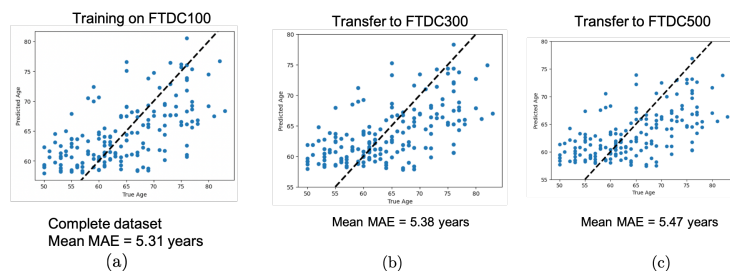 Training on FTDC100
80
75
70
65
60
Predicted Age
50 55 60 65 70 75 80
True Age
Complete dataset
Mean MAE = 5.31 years
(a)
Transfer to FTDC300
80
75
70
65
60
55
Predicted Age
50 55 60 65 70 75 80
True Age
Mean MAE = 5.38 years
(b)
Transfer to FTDC500
80
75
70
65
60
55
Predicted Age
50 55 60 65 70 75 80
True Age
Mean MAE = 5.47 years
(c)